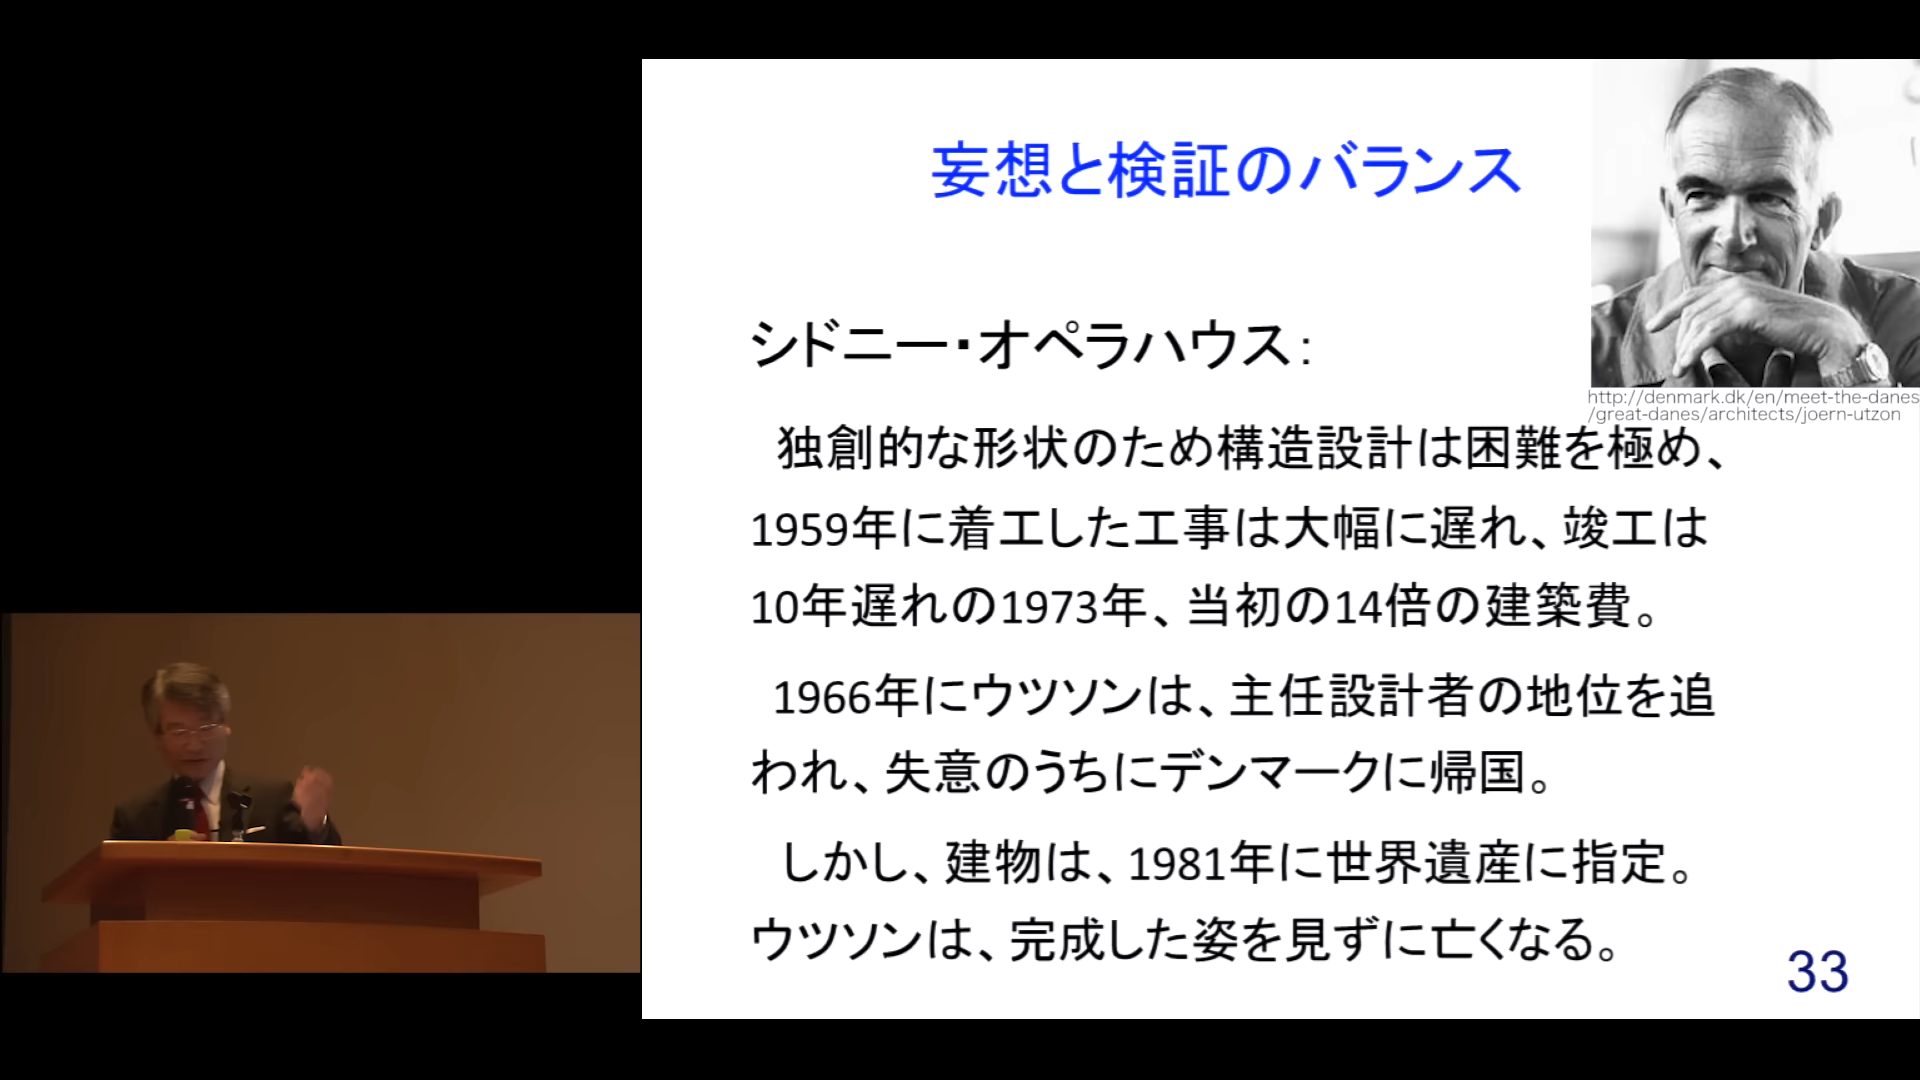 妄想と検証のバランス
http://denmark.dk/en/meet-the-danes
/great-danes/architects/joern-utzon
シドニー・オペラハウス：
独創的な形状のため構造設計は困難を極め、
1959年に着工した工事は大幅に遅れ、竣工は
10年遅れの1973年、当初の14倍の建築費。
1966年にウツソンは、主任設計者の地位を追
われ、失意のうちにデンマークに帰国。
しかし、建物は、1981年に世界遺産に指定。
ウツソンは、完成した姿を見ずに亡くなる。
33